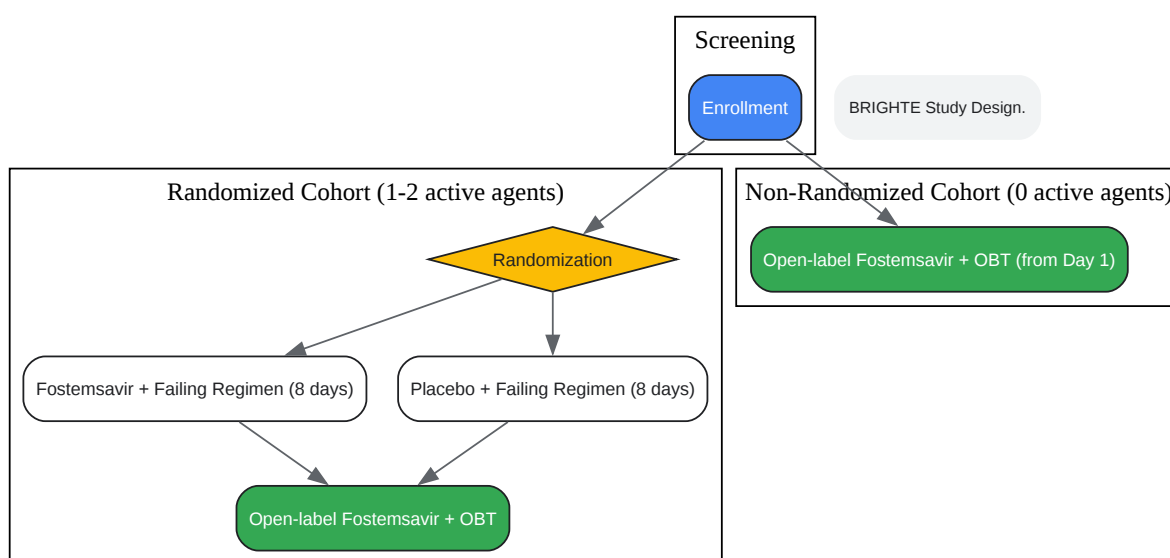 Screening
Enrollment
BRIGHTE Study Design.
Randomized Cohort (1-2 active agents)
Non-Randomized Cohort (0 active agents)
Randomization
Open-label Fostemsavir + OBT (from Day 1)
Fostemsavir + Failing Regimen (8 days)
Placebo + Failing Regimen (8 days)
Open-label Fostemsavir + OBT